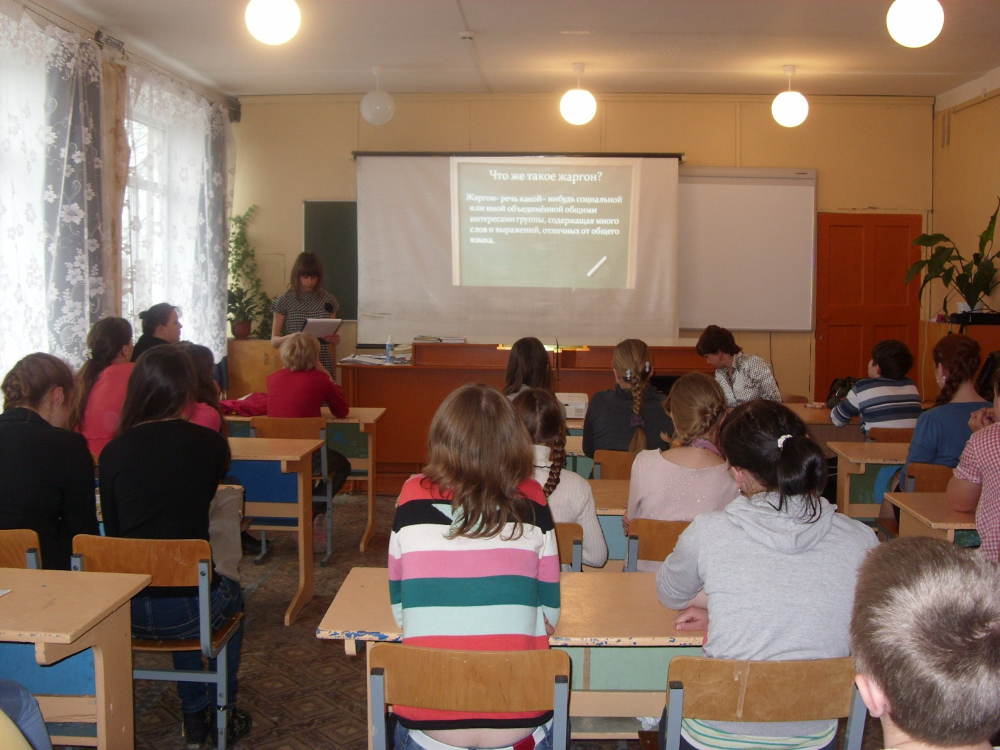 Что же такое жаргон?
Жаргон- речь какой- нибудь социальной
или иной объединённой общими
интересами группы, содержащая много
слов и выражений, отличных от общего
языка.